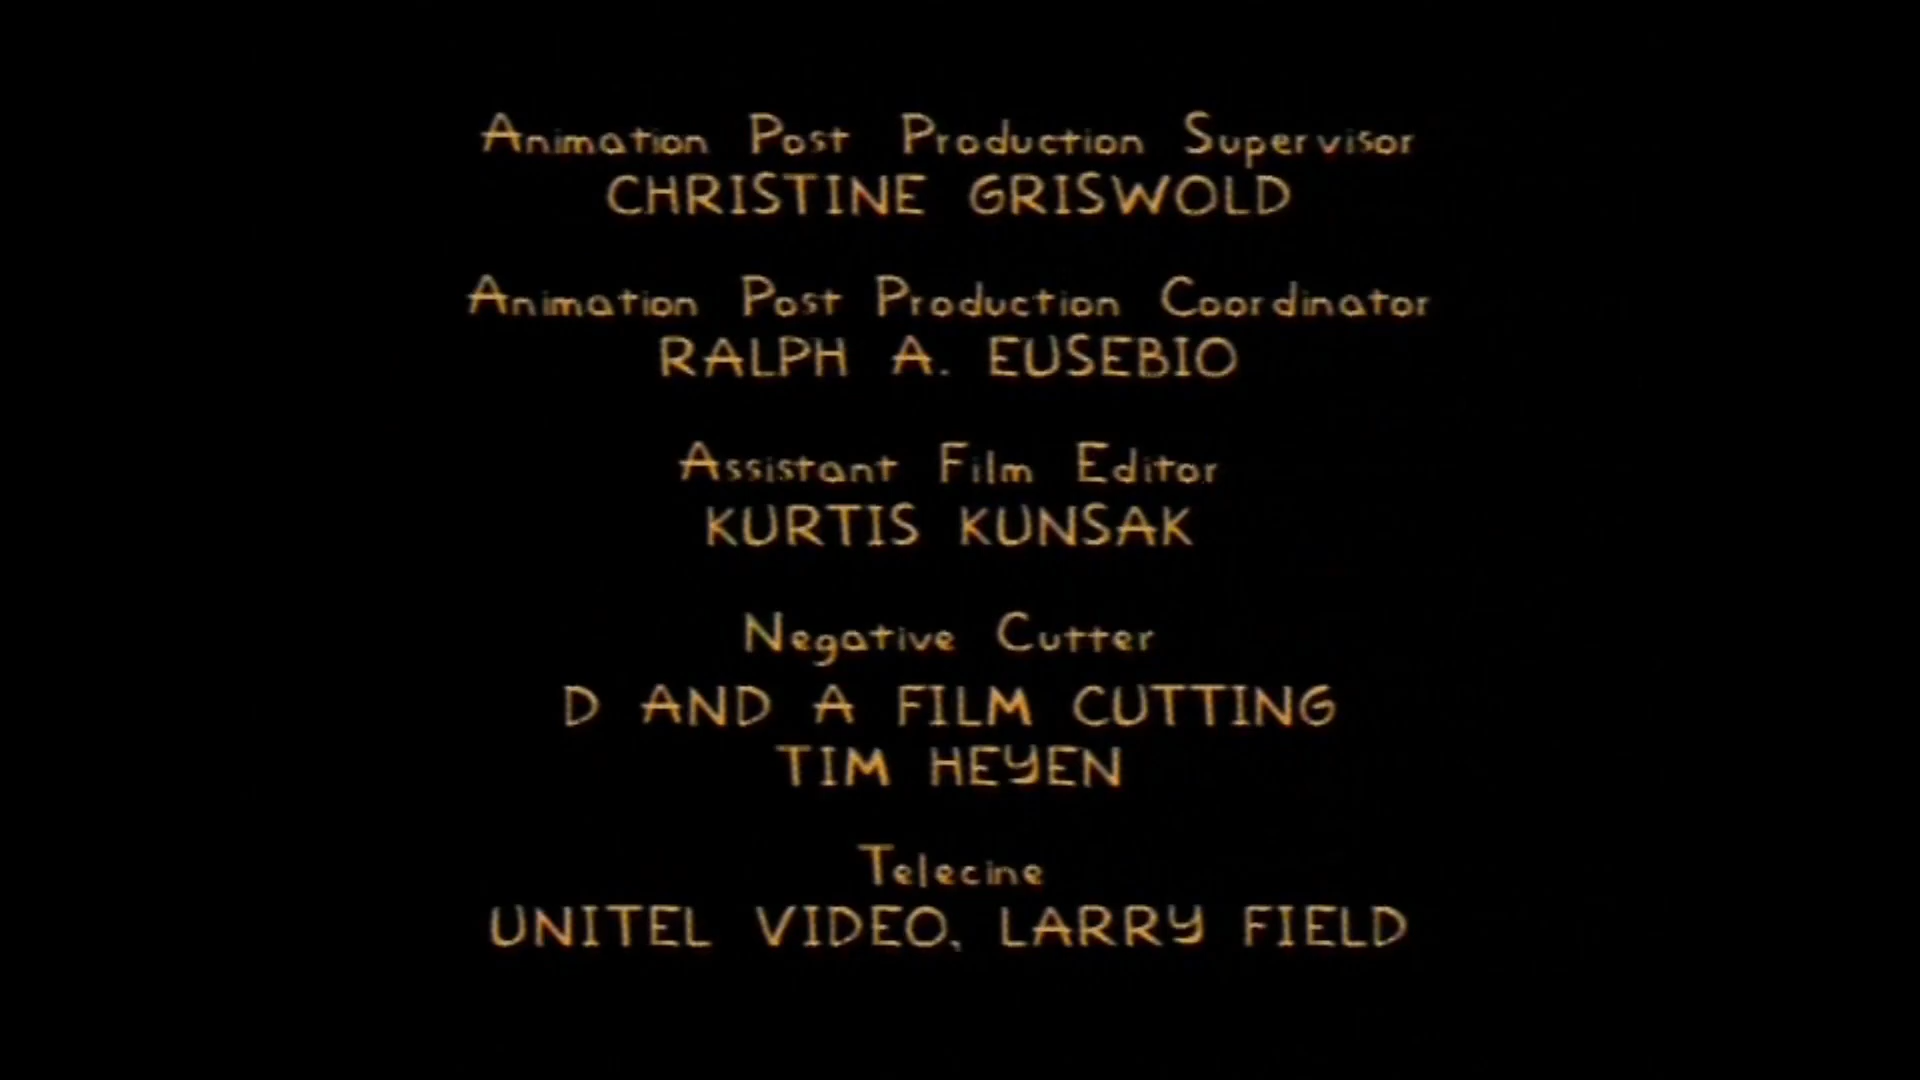 Animation Post Production Supervisor
CHRISTINE GRISWOLD
Animation Post Production Coordinator
RALPH A. EUSEBIO
Assistant Film Editor
KURTIS KUNSAK
Negative Cutter
D AND A FILM CUTTING
TIM HEYEN
Telecine
UNITEL VIDEO, LARRY FIELD